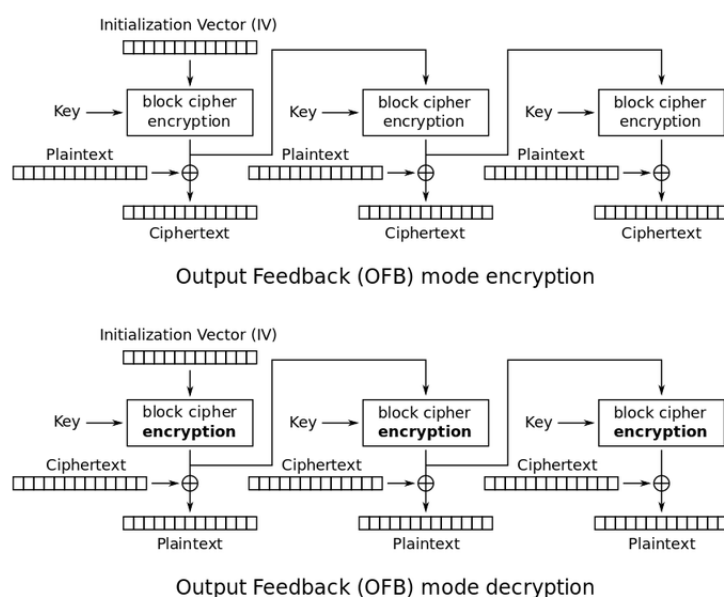 Initialization Vector (IV)
Key
block cipher
encryption
Key
block cipher
encryption
Key
block cipher
encryption
Plaintext
Plaintext
Plaintext
Ciphertext
Ciphertext
Ciphertext
Output Feedback (OFB) mode encryption
Initialization Vector (IV)
Key
block cipher
encryption
Key
block cipher
encryption
Key
block cipher
encryption
Ciphertext
Ciphertext
Ciphertext
Plaintext
Plaintext
Plaintext
Output Feedback (OFB) mode decryption